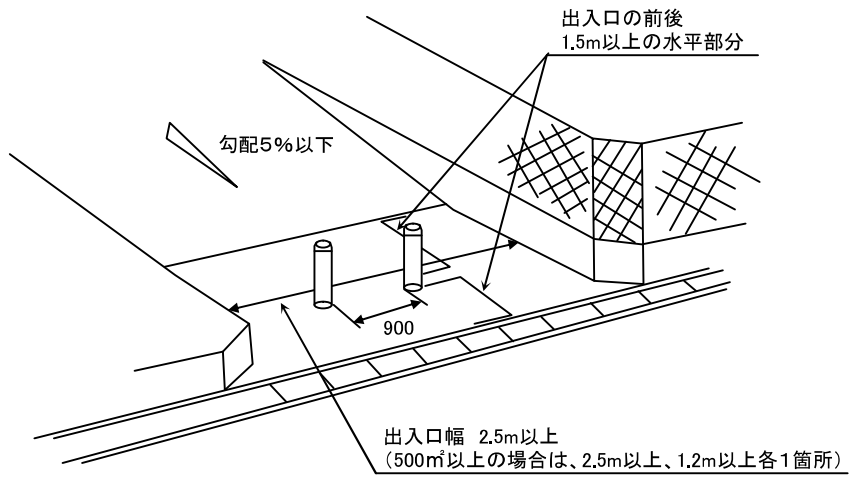 出入口の前後
1.5m以上の水平部分
勾配5%以下
900
出入口幅 2.5m以上
(500㎡以上の場合は、2.5m以上、1.2m以上各1箇所)